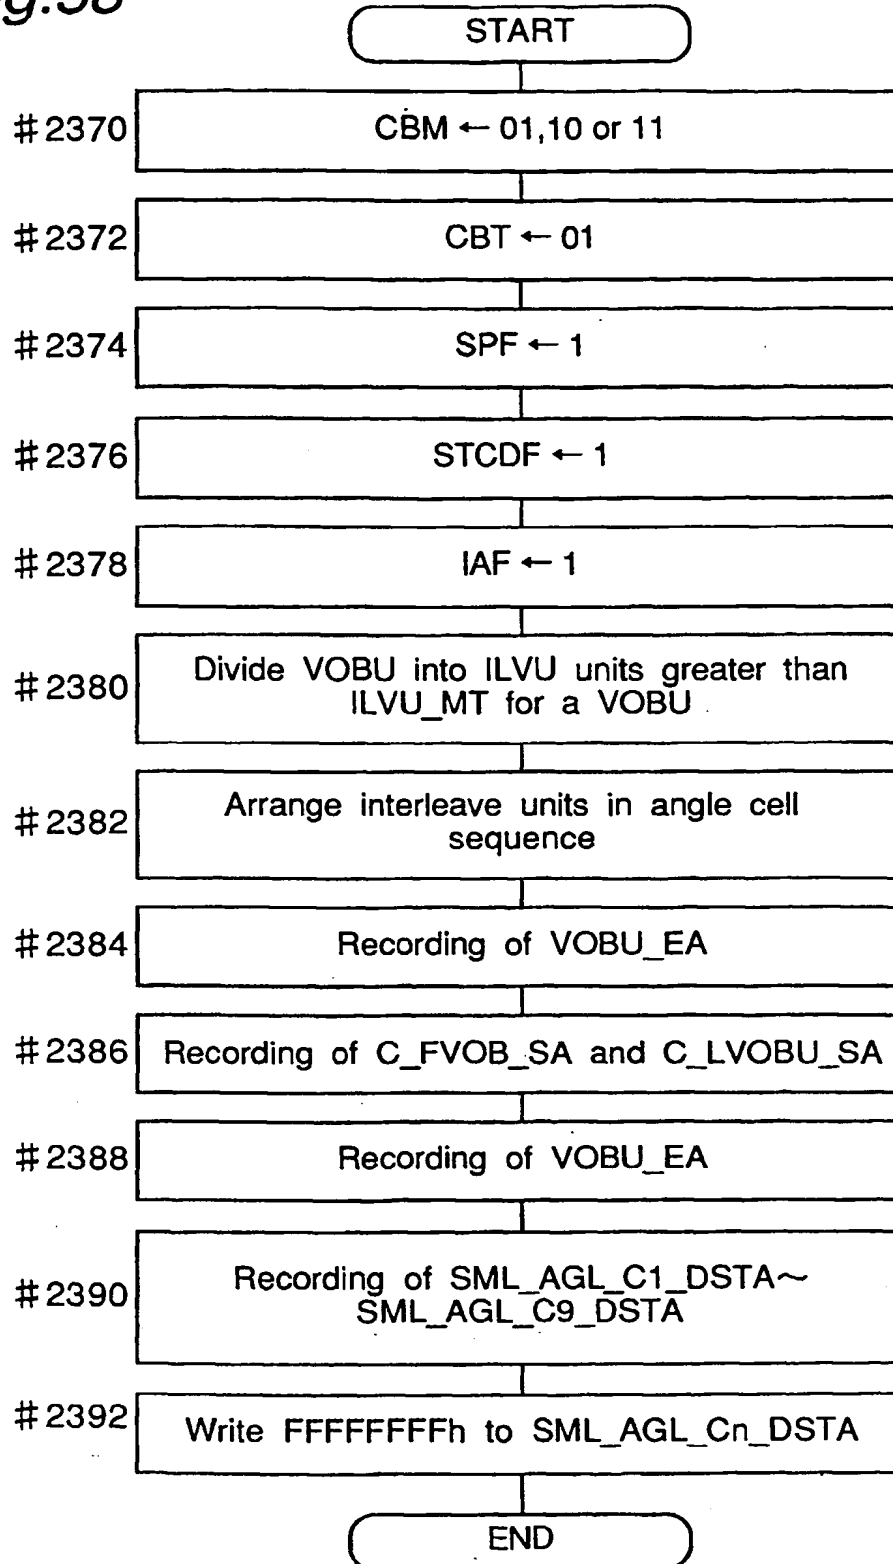 g.58
START
#2370 CBM ← 01,10 or 11
#2372 CBT ← 01
#2374 SPF ← 1
#2376 STCDF ← 1
#2378 IAF ← 1
#2380 Divide VOBU into ILVU units greater than
ILVU_MT for a VOBU
#2382 Arrange interleave units in angle cell
sequence
#2384 Recording of VOBU_EA
#2386 Recording of C_FVOB_SA and C_LVOBU_SA
#2388 Recording of VOBU_EA
#2390 Recording of SML_AGL_C1_DSTA~
SML_AGL_C9_DSTA
#2392 Write FFFFFFFFh to SML_AGL_Cn_DSTA
END